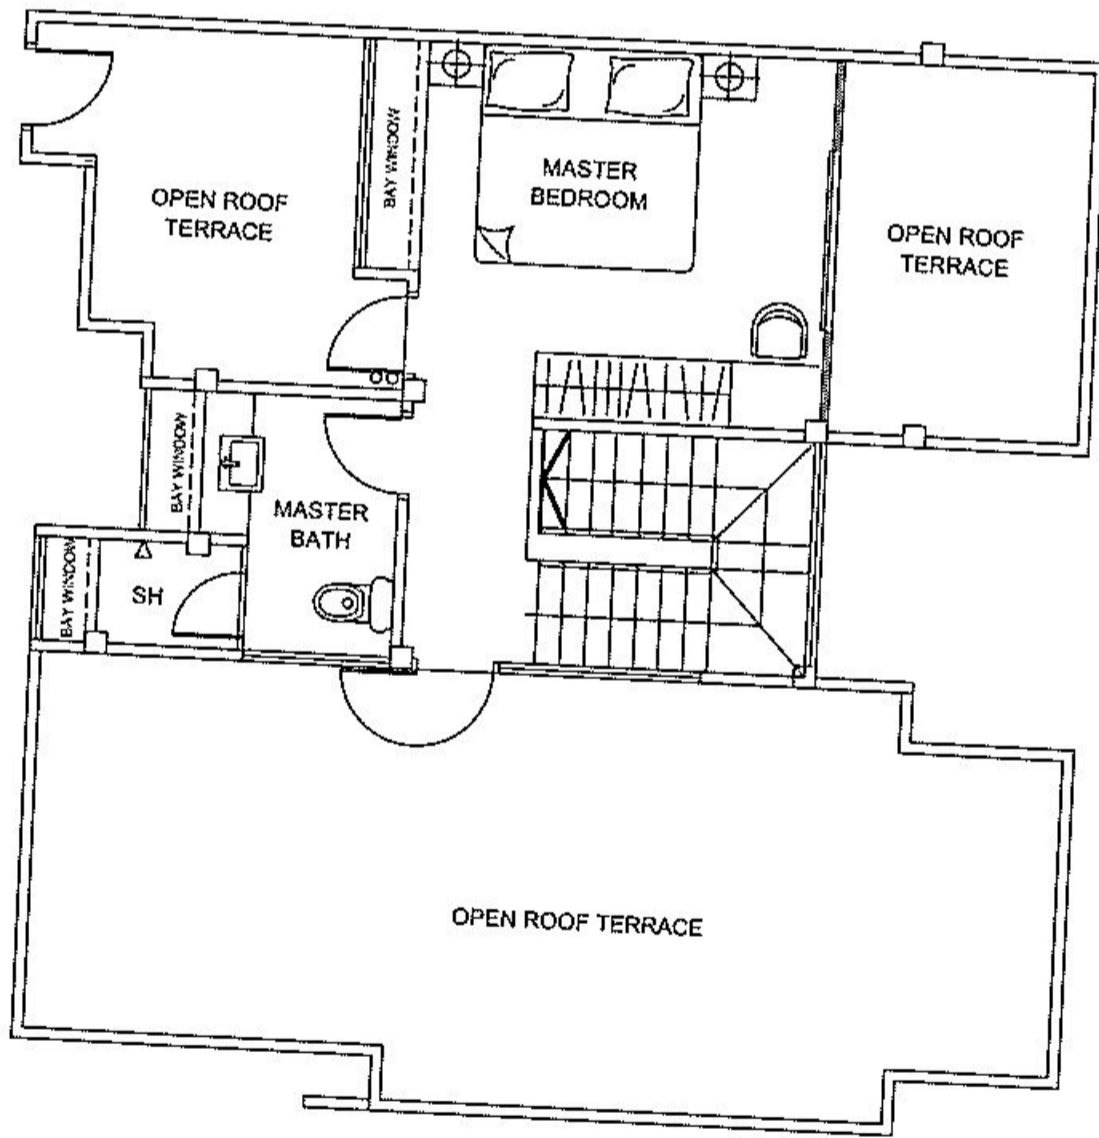 OPEN ROOF
TERRACE
BAY WINDOW
MASTER
BEDROOM
OPEN ROOF
TERRACE
BAY WINDOW
MASTER
BATH
BAY WINDOW
SH
OPEN ROOF TERRACE